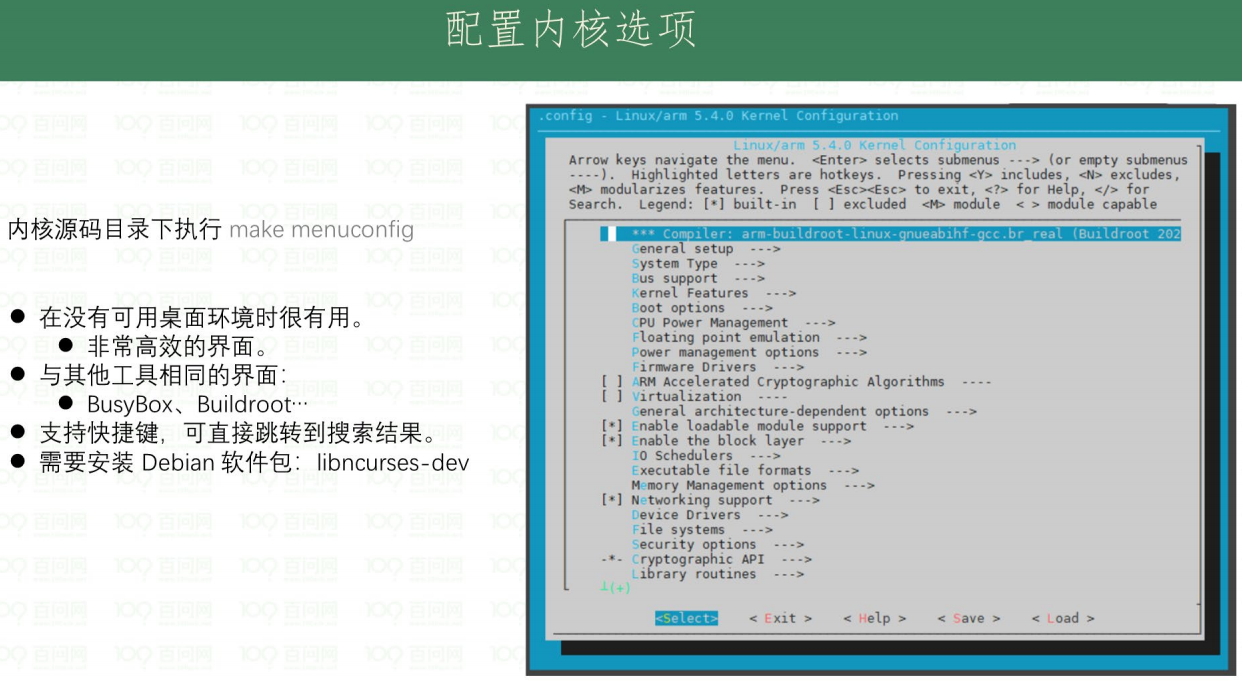 配置内核选项
内核源码目录下执行 make menuconfig
● 在没有可用桌面环境时很有用。
● 非常高效的界面。
● 与其他工具相同的界面：
● BusyBox、Buildroot…
● 支持快捷键，可直接跳转到搜索结果。
● 需要安装 Debian 软件包：libncurses-dev
.config - Linux/arm 5.4.0 Kernel Configuration
Linux/arm 5.4.0 Kernel Configuration
Arrow keys navigate the menu.  <Enter> selects submenus ---> (or empty submenus
----).  Highlighted letters are hotkeys.  Pressing <Y> includes, <N> excludes,
<M> modularizes features.  Press <Esc><Esc> to exit, <?> for Help, </> for
Search.  Legend: [*] built-in  [ ] excluded  <M> module  < > module capable
*** Compiler: arm-buildroot-linux-gnueabihf-gcc.br_real (Buildroot 202
General setup  --->
System Type  --->
Bus support  --->
Kernel Features  --->
Boot options  --->
CPU Power Management  --->
Floating point emulation  --->
Power management options  --->
Firmware Drivers  --->
[ ] ARM Accelerated Cryptographic Algorithms  ----
[ ] Virtualization  ----
General architecture-dependent options  --->
[*] Enable loadable module support  --->
[*] Enable the block layer  --->
IO Schedulers  --->
Executable file formats  --->
Memory Management options  --->
[*] Networking support  --->
Device Drivers  --->
File systems  --->
Security options  --->
-*- Cryptographic API  --->
Library routines  --->
┴(+)
<Select>    < Exit >    < Help >    < Save >    < Load >